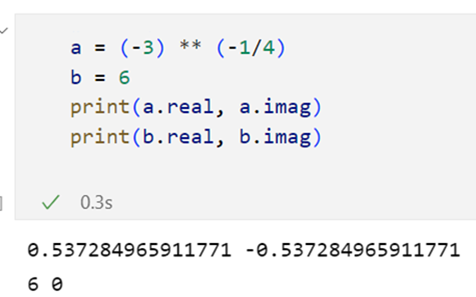 a = (-3) ** (-1/4)
b = 6
print(a.real, a.imag)
print(b.real, b.imag)
0.3s
0.537284965911771 -0.537284965911771
6 0